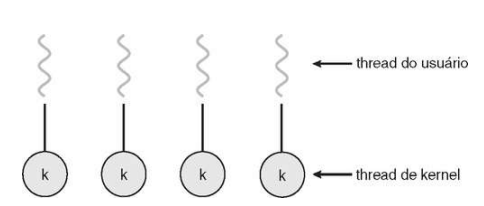 thread do usuário
k k k k
thread de kernel